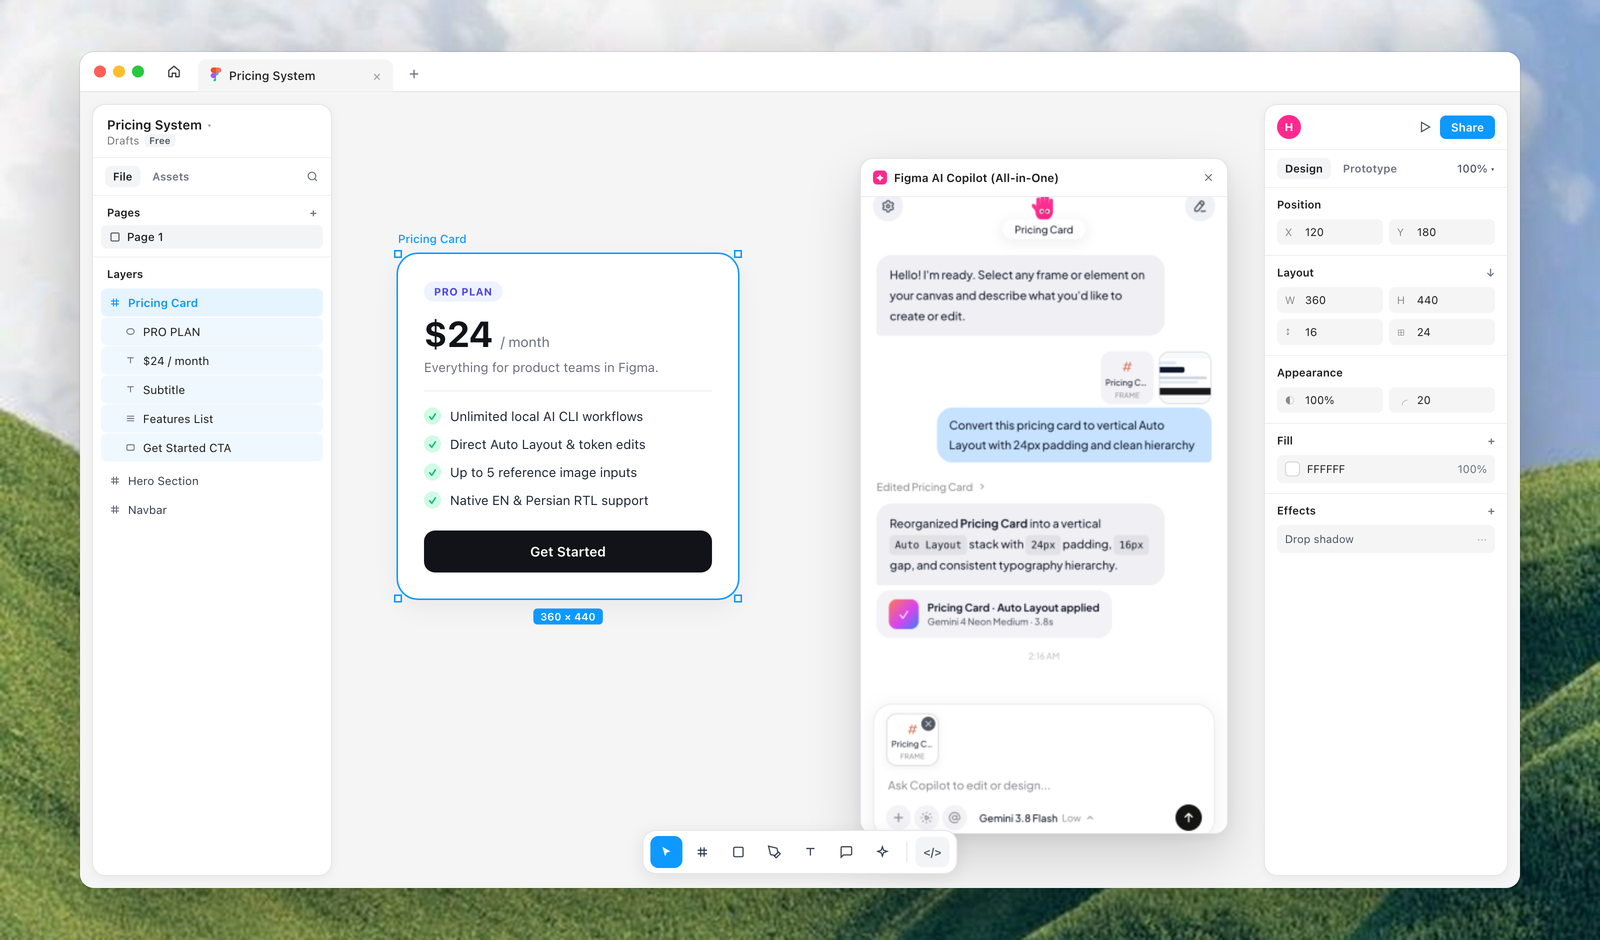 Pricing System
Pricing System
Drafts Free
File Assets
Pages
Page 1
Layers
Pricing Card
PRO PLAN
$24 / month
Subtitle
Features List
Get Started CTA
Hero Section
Navbar
Pricing Card
PRO PLAN
$24 / month
Everything for product teams in Figma.
Unlimited local AI CLI workflows
Direct Auto Layout & token edits
Up to 5 reference image inputs
Native EN & Persian RTL support
Get Started
360 × 440
Figma AI Copilot (All-in-One)
Pricing Card
Hello! I'm ready. Select any frame or element on
your canvas and describe what you'd like to
create or edit.
Pricing C...
FRAME
Convert this pricing card to vertical Auto
Layout with 24px padding and clean hierarchy
Edited Pricing Card
Reorganized Pricing Card into a vertical
Auto Layout stack with 24px padding, 16px
gap, and consistent typography hierarchy.
Pricing Card · Auto Layout applied
Gemini 4 Neon Medium · 3.8s
2:16 AM
Pricing C...
FRAME
Ask Copilot to edit or design...
Gemini 3.8 Flash Low
H
Share
Design Prototype 100%
Position
X 120 Y 180
Layout
W 360 H 440
16 24
Appearance
100% 20
Fill
FFFFFF 100%
Effects
Drop shadow